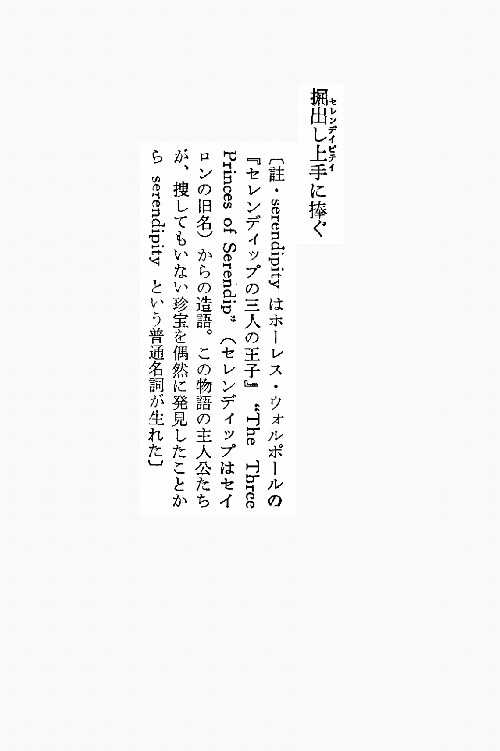 掘出し上手に捧ぐ
セレンディピティ
〔註・serendipity はホーレス・ウォルポールの
『セレンディップの三人の王子』 “The Three
Princes of Serendip”（セレンディップはセイ
ロンの旧名）からの造語。この物語の主人公たち
が、捜してもいない珍宝を偶然に発見したことか
ら serendipity という普通名詞が生れた〕